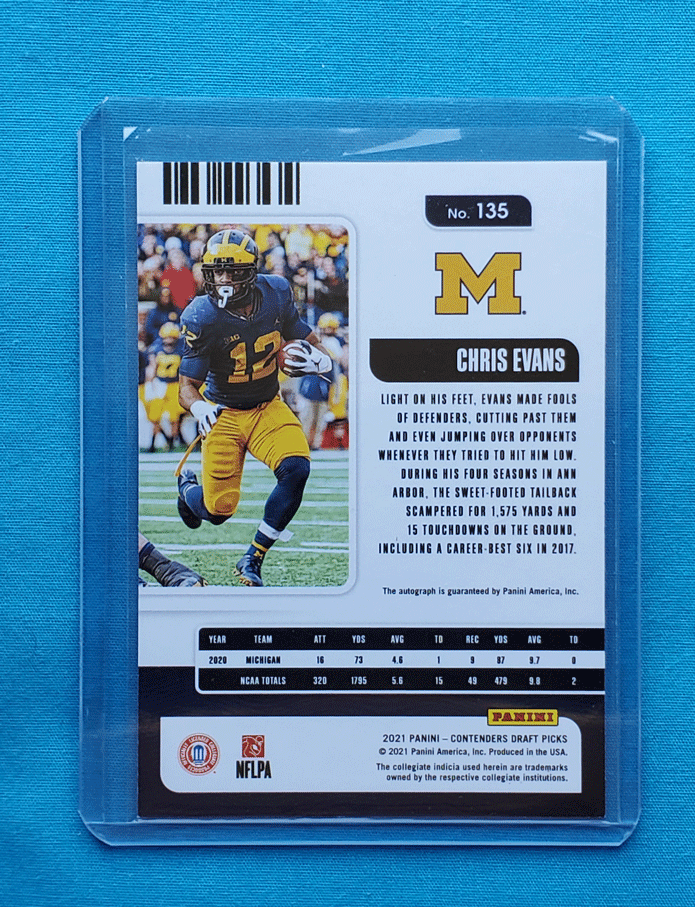 No. 135
M
CHRIS EVANS
LIGHT ON HIS FEET, EVANS MADE FOOLS
OF DEFENDERS, CUTTING PAST THEM
AND EVEN JUMPING OVER OPPONENTS
WHENEVER THEY TRIED TO HIT HIM LOW.
DURING HIS FOUR SEASONS IN ANN
ARBOR, THE SWEET-FOOTED TAILBACK
SCAMPERED FOR 1,575 YARDS AND
15 TOUCHDOWNS ON THE GROUND,
INCLUDING A CAREER-BEST SIX IN 2017.
The autograph is guaranteed by Panini America, Inc.
12
YEAR TEAM ATT YDS AVG TD REC YDS AVG TD
2020 MICHIGAN 16 73 4.6 1 9 87 9.7 0
NCAA TOTALS 320 1795 5.6 15 49 479 9.8 2
PANINI
2021 PANINI – CONTENDERS DRAFT PICKS
© 2021 Panini America, Inc. Produced in the USA.
The collegiate indicia used herein are trademarks
owned by the respective collegiate institutions.
OFFICIALLY LICENSED COLLEGIATE PRODUCTS
NFLPA